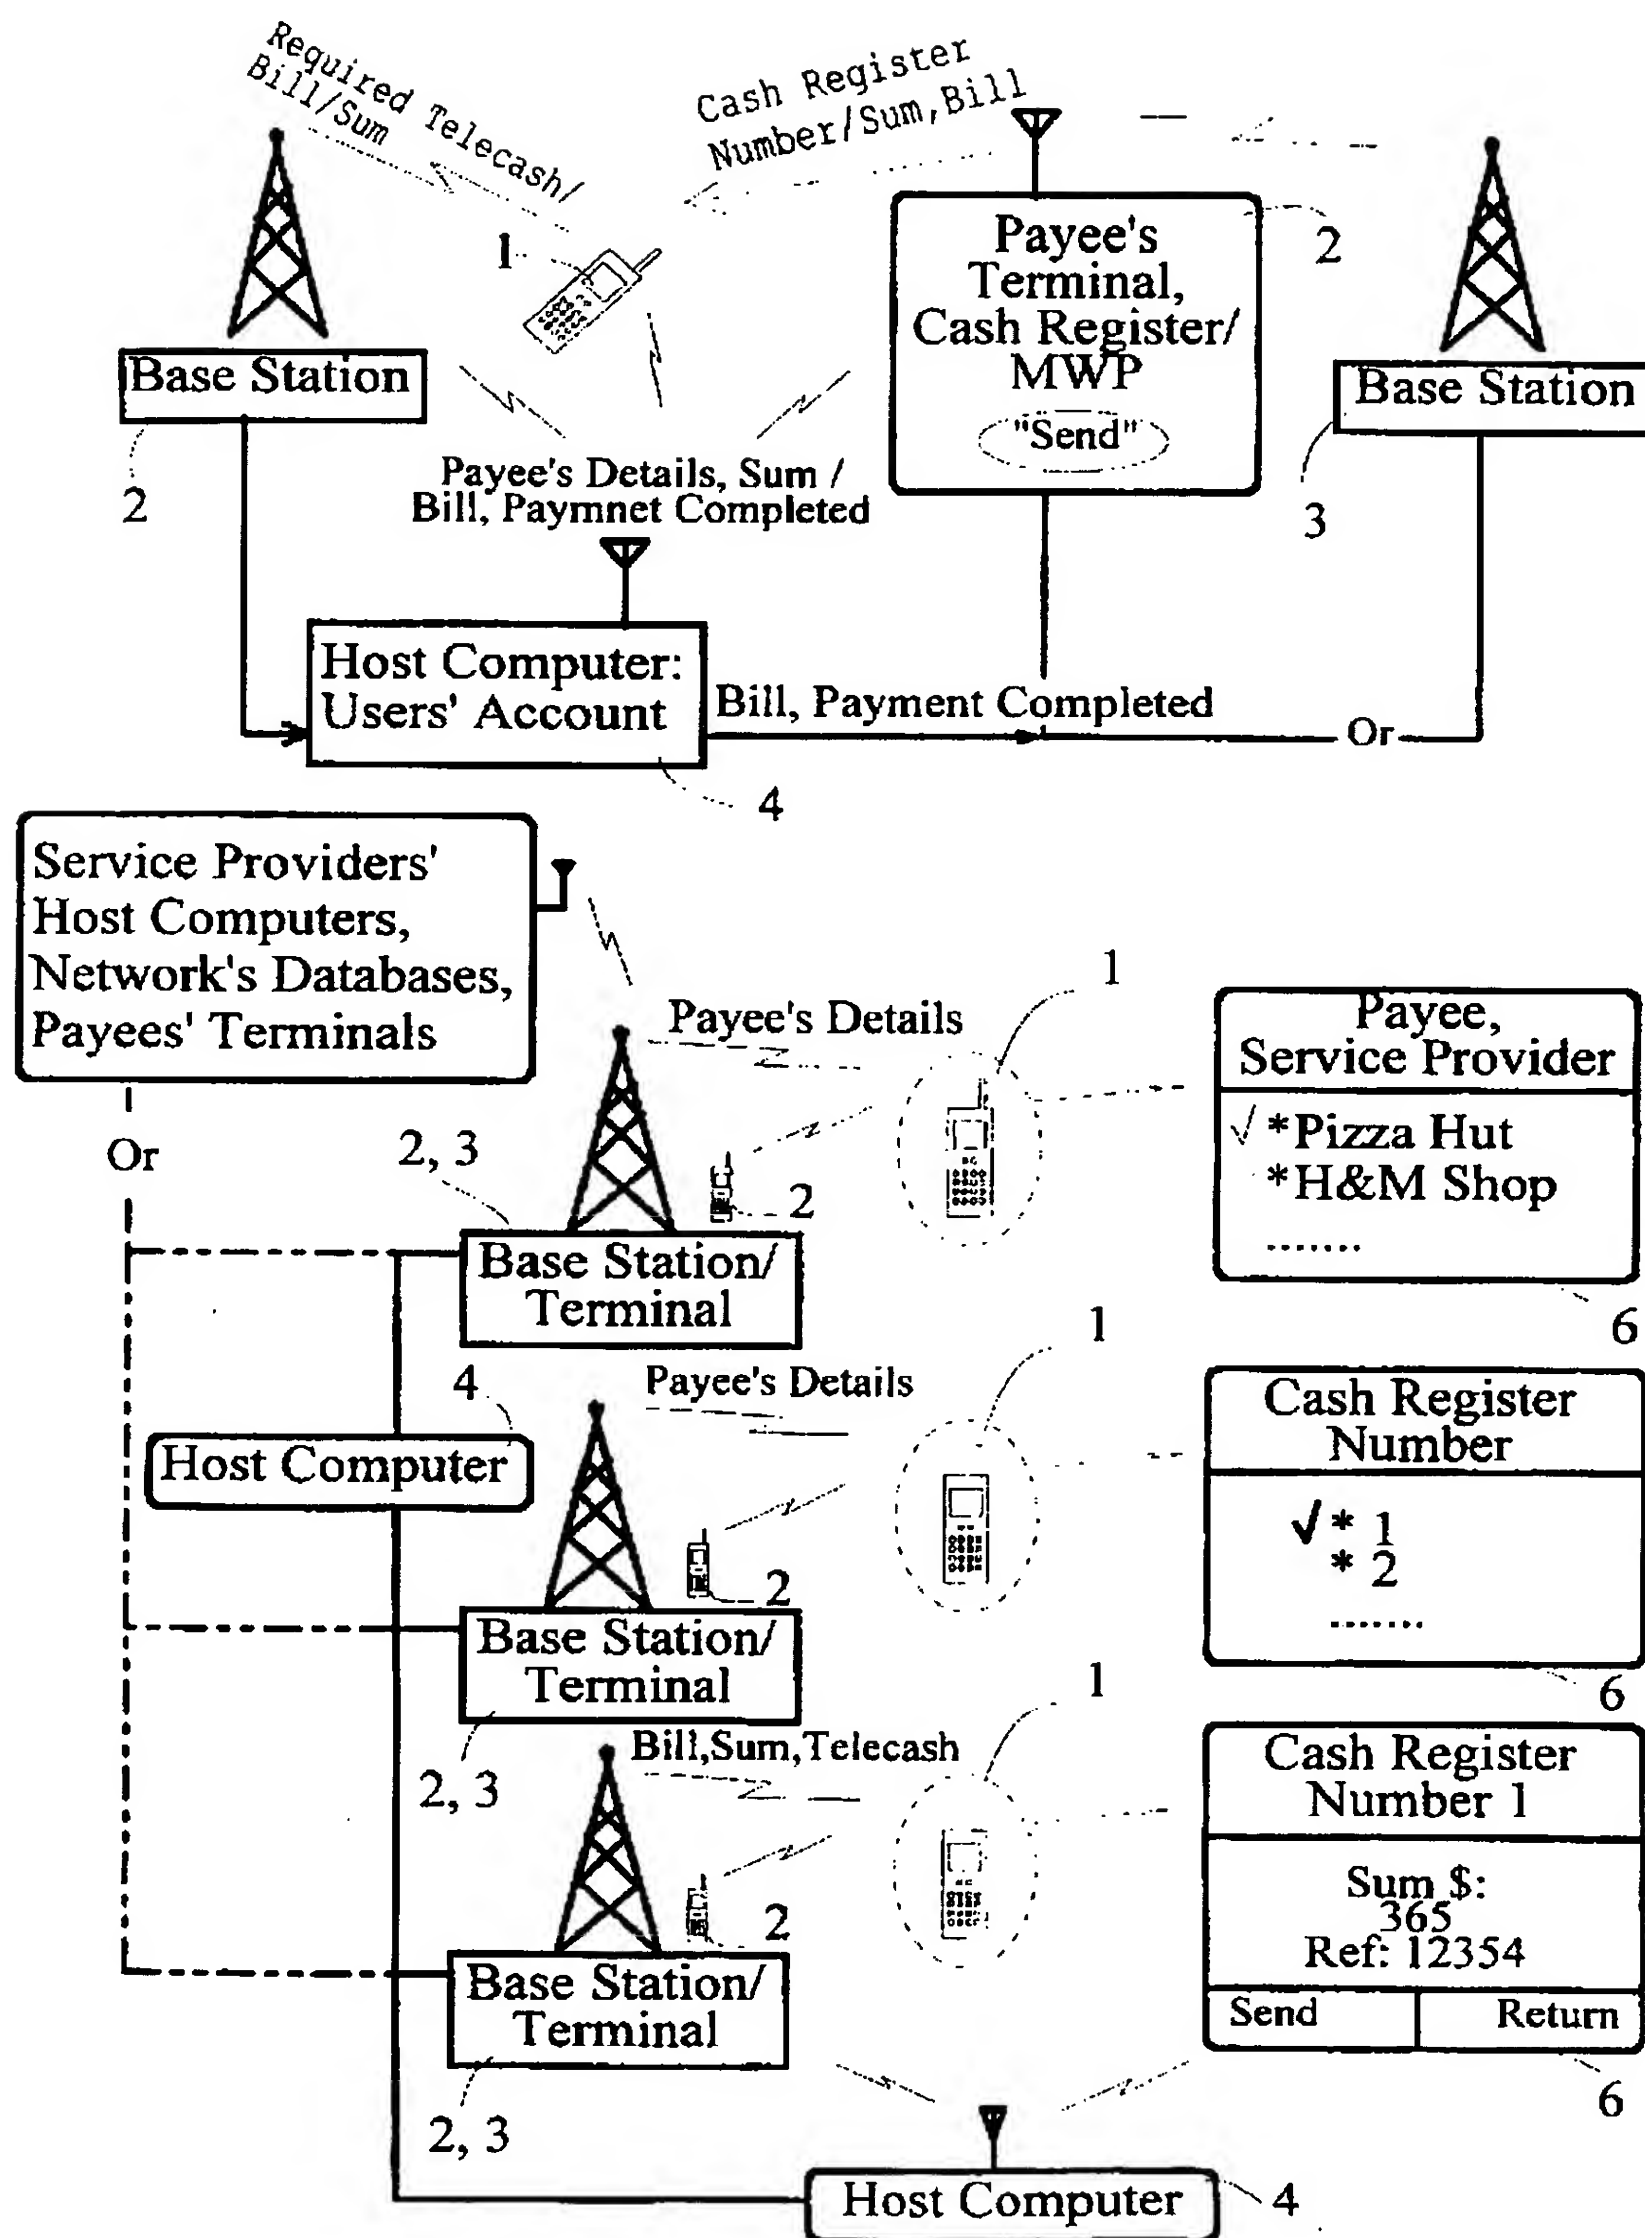 Required Telecash/
Bill/Sum
Cash Register
Number/Sum,Bill
1
Payee's
Terminal,
Cash Register/
MWP
"Send"
2
Base Station
2
Base Station
3
Payee's Details, Sum /
Bill, Paymnet Completed
Host Computer:
Users' Account
4
Bill, Payment Completed
Or
Service Providers'
Host Computers,
Network's Databases,
Payees' Terminals
Or
Payee's Details
1
2, 3
2
Base Station/
Terminal
Payee,
Service Provider
√ *Pizza Hut
*H&M Shop
.......
6
4
Host Computer
Payee's Details
1
2
Base Station/
Terminal
2, 3
Cash Register
Number
√ * 1
* 2
.......
6
Bill,Sum,Telecash
1
2
Base Station/
Terminal
2, 3
Cash Register
Number 1
Sum $:
365
Ref: 12354
Send Return
6
Host Computer
4